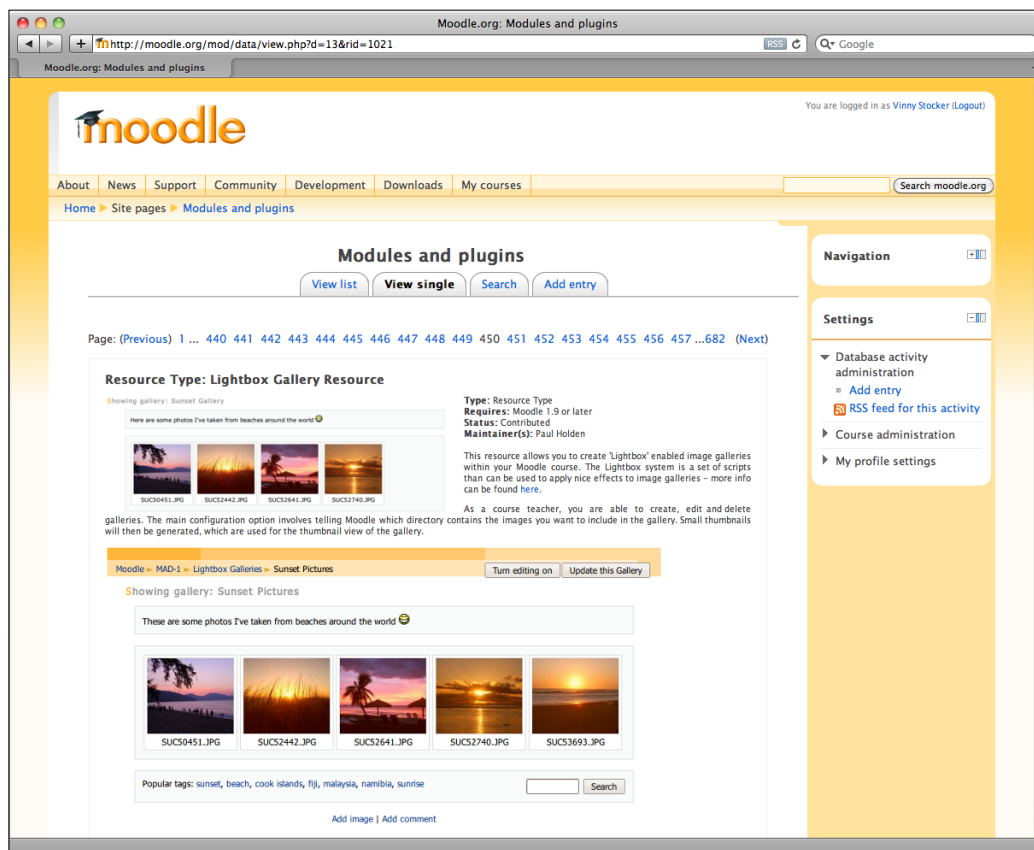 Moodle.org: Modules and plugins
http://moodle.org/mod/data/view.php?d=13&rid=1021
RSS
Google
Moodle.org: Modules and plugins
You are logged in as Vinny Stocker (Logout)
moodle
About News Support Community Development Downloads My courses
Search moodle.org
Home Site pages Modules and plugins
Modules and plugins
View list View single Search Add entry
Navigation
Settings
Database activity
administration
Add entry
RSS feed for this activity
Course administration
My profile settings
Page: (Previous) 1 ... 440 441 442 443 444 445 446 447 448 449 450 451 452 453 454 455 456 457 ...682 (Next)
Resource Type: Lightbox Gallery Resource
Showing gallery: Sunset Gallery
Here are some photos I've taken from beaches around the world
SUC50451.JPG SUC52442.JPG SUC52641.JPG SUC52740.JPG
Type: Resource Type
Requires: Moodle 1.9 or later
Status: Contributed
Maintainer(s): Paul Holden
This resource allows you to create 'Lightbox' enabled image galleries
within your Moodle course. The Lightbox system is a set of scripts
than can be used to apply nice effects to image galleries – more info
can be found here.
As a course teacher, you are able to create, edit and delete
galleries. The main configuration option involves telling Moodle which directory contains the images you want to include in the gallery. Small thumbnails
will then be generated, which are used for the thumbnail view of the gallery.
Moodle MAD-1 Lightbox Galleries Sunset Pictures
Turn editing on Update this Gallery
Showing gallery: Sunset Pictures
These are some photos I've taken from beaches around the world
SUC50451.JPG SUC52442.JPG SUC52641.JPG SUC52740.JPG SUC53693.JPG
Popular tags: sunset, beach, cook islands, fiji, malaysia, namibia, sunrise
Search
Add image | Add comment